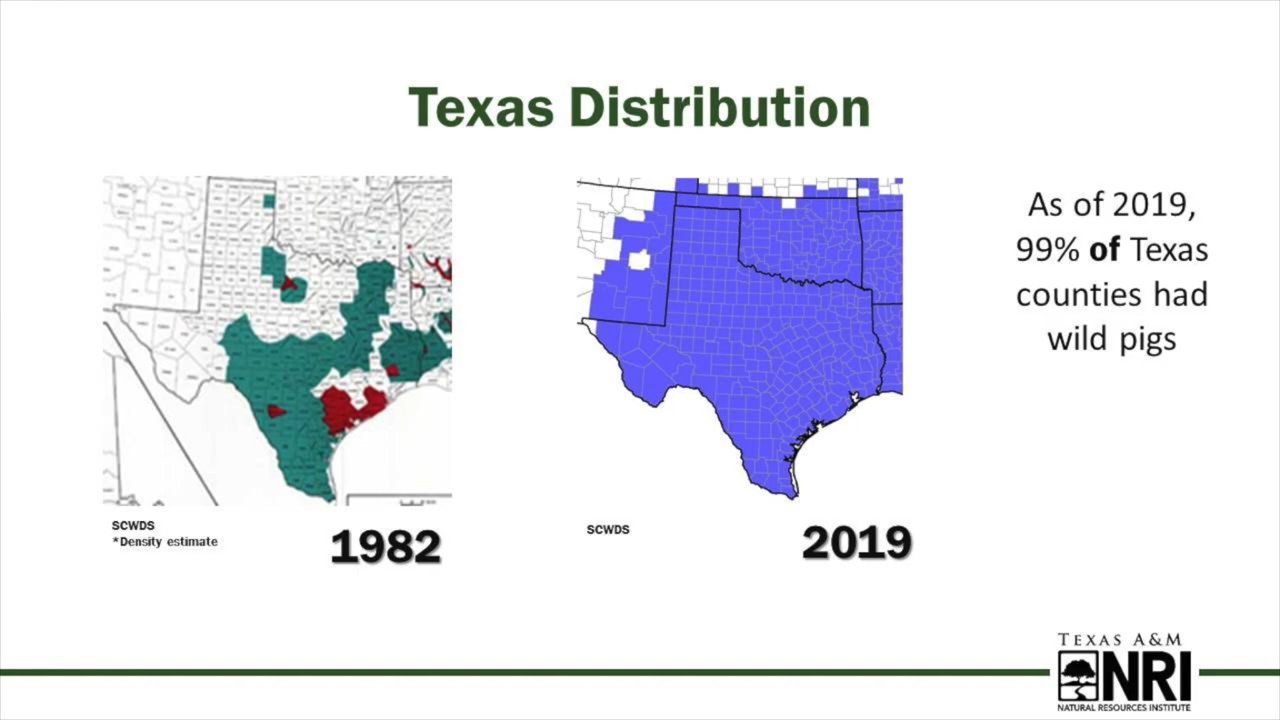 Texas Distribution
As of 2019,
99% of Texas
counties had
wild pigs
SCWDS
*Density estimate
1982
SCWDS
2019
TEXAS A&M
NRI
NATURAL RESOURCES INSTITUTE